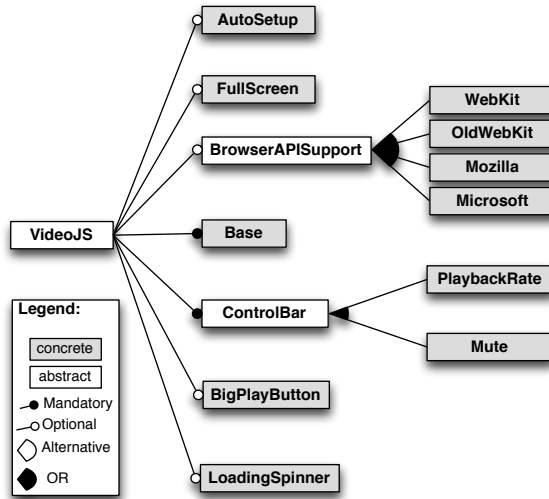 AutoSetup
FullScreen
WebKit
OldWebKit
BrowserAPISupport
Mozilla
Microsoft
VideoJS
Base
PlaybackRate
ControlBar
Mute
BigPlayButton
LoadingSpinner
Legend:
concrete
abstract
Mandatory
Optional
Alternative
OR